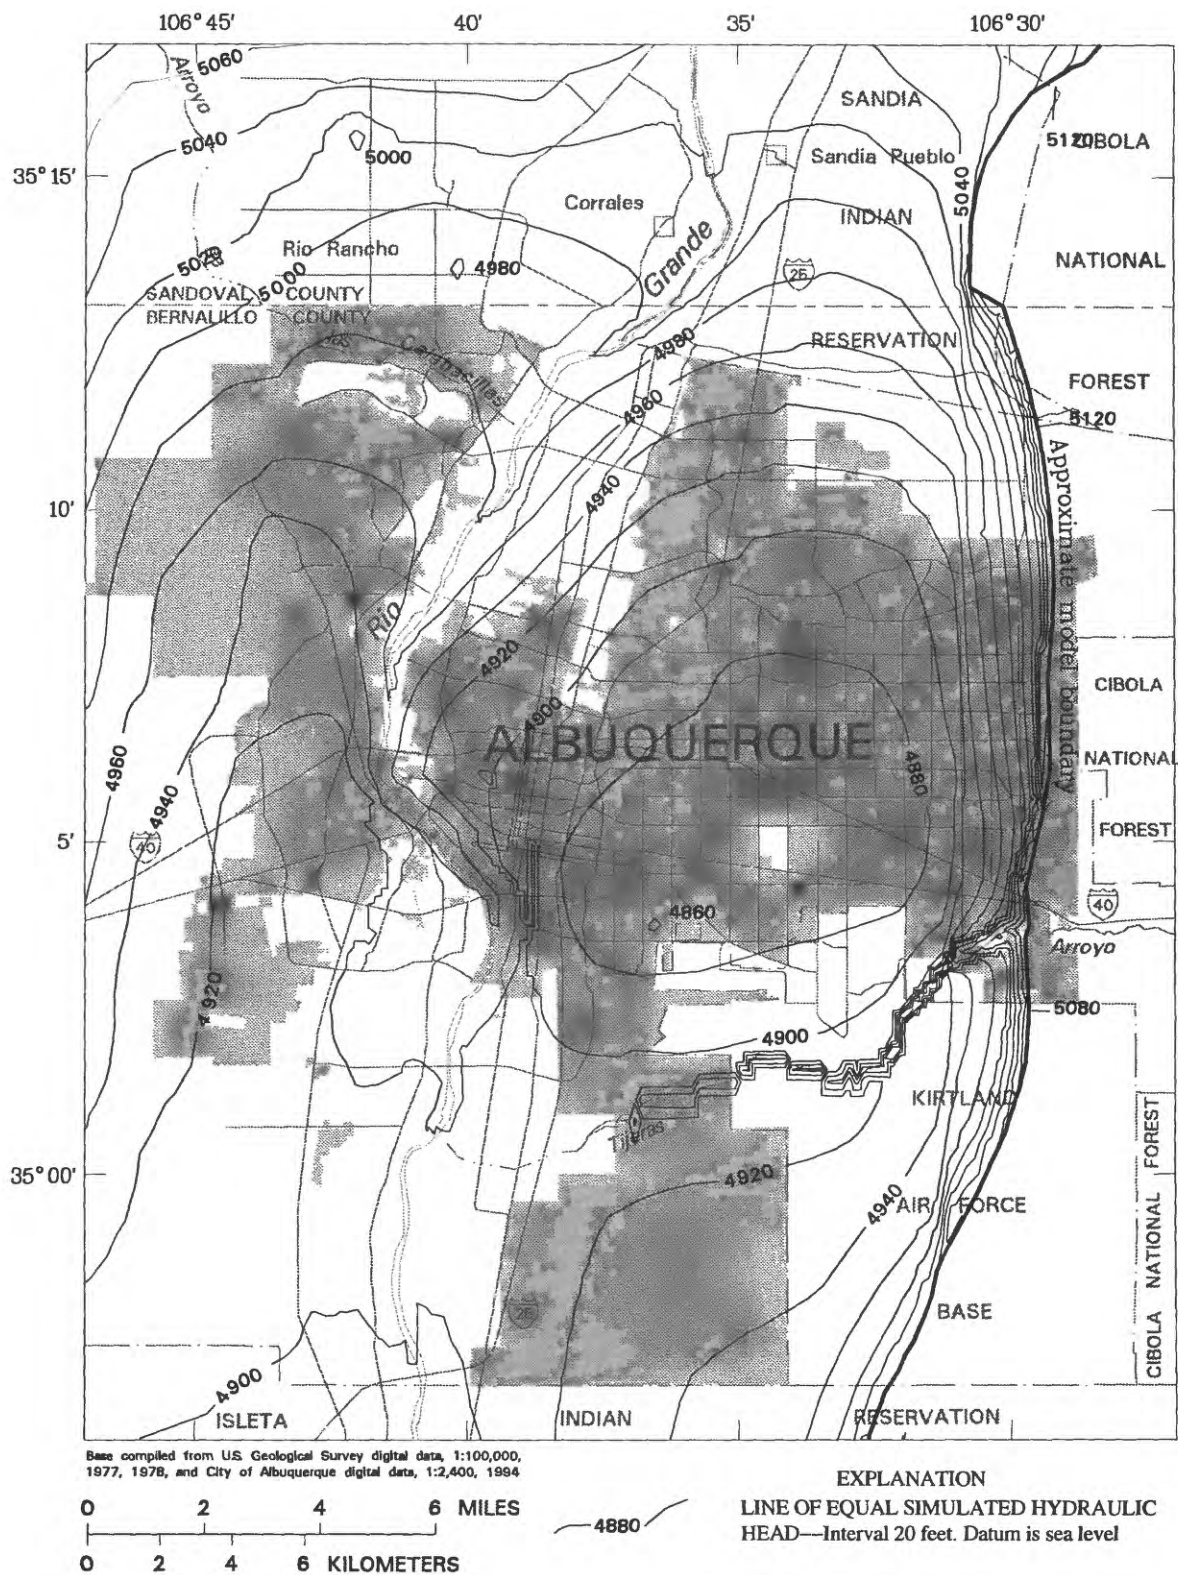 106°45' 40' 35' 106°30'
5060
Arroyo
SANDIA
5040
5120
CIBOLA
5000
Sandia Pueblo
35°15'
5040
Corrales
INDIAN
Rio Rancho
Grande
5020
4980
25
NATIONAL
5000
SANDOVAL COUNTY
BERNALILLO COUNTY
4980
RESERVATION
FOREST
4960
5120
4940
Approximate model boundary
10'
Rio
4920
CIBOLA
4900
ALBUQUERQUE
4960
4880
NATIONAL
4940
5'
40
FOREST
40
4860
Arroyo
4920
5080
4900
KIRTLAND
Tijeras
35°00'
4920
4940
AIR FORCE
CIBOLA NATIONAL FOREST
25
BASE
4900
ISLETA INDIAN RESERVATION
Base compiled from U.S. Geological Survey digital data, 1:100,000,
1977, 1978, and City of Albuquerque digital data, 1:2,400, 1994
EXPLANATION
0 2 4 6 MILES
4880
LINE OF EQUAL SIMULATED HYDRAULIC
HEAD—Interval 20 feet. Datum is sea level
0 2 4 6 KILOMETERS